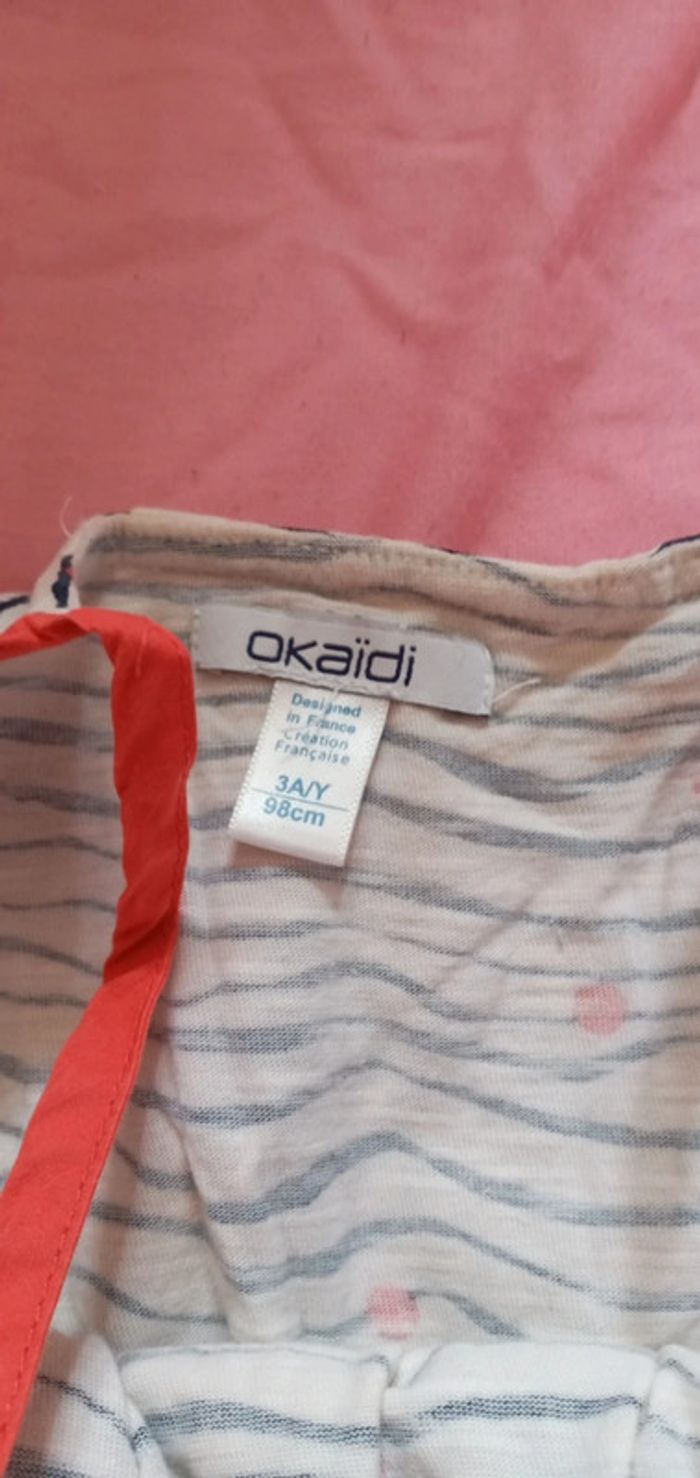 oKaïdi
Designed
in France
Création
Française
3A/Y
98cm